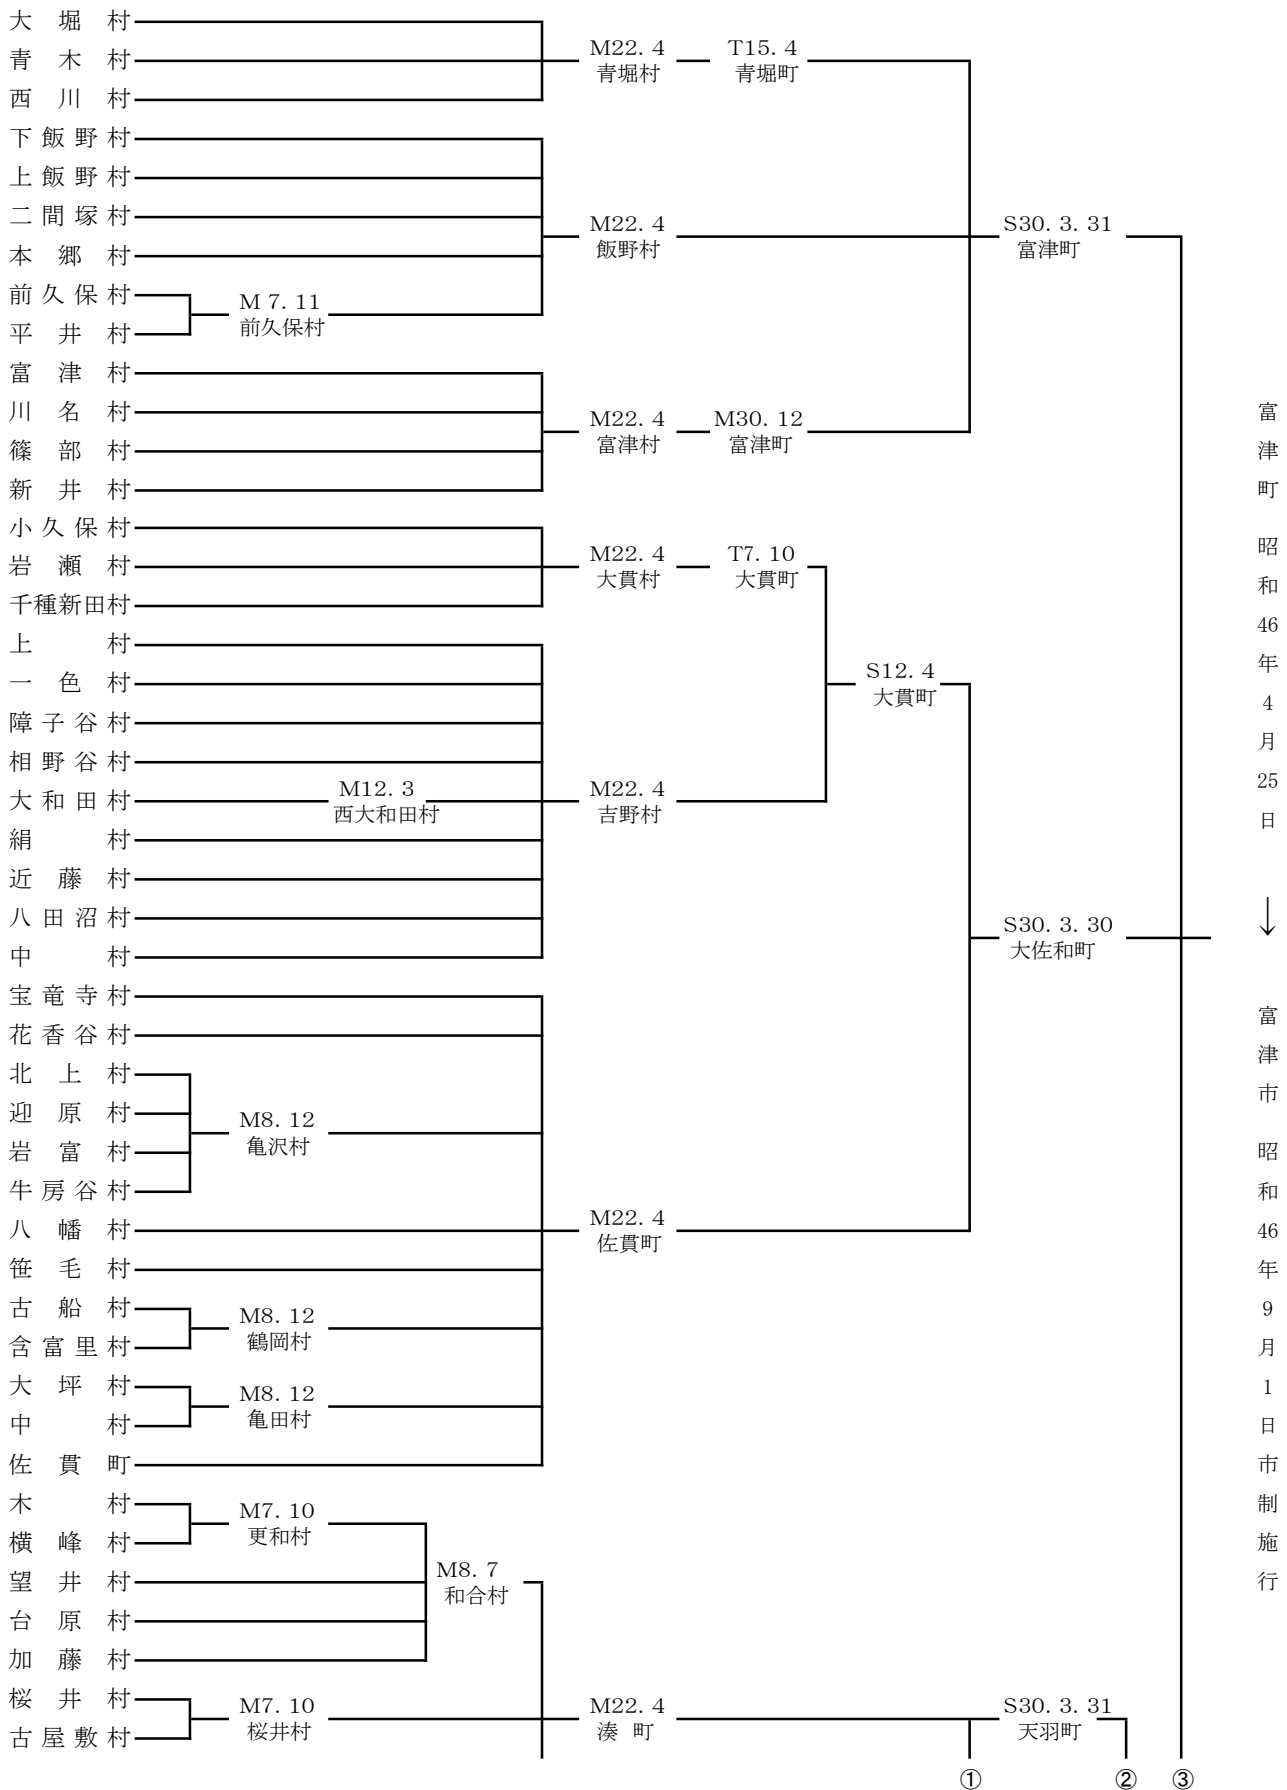 大堀村
青木村
西川村
下飯野村
上飯野村
二間塚村
本郷村
前久保村
平井村
富津村
川名村
篠部村
新井村
小久保村
岩瀬村
千種新田村
上村
一色村
障子谷村
相野谷村
大和田村
絹村
近藤村
八田沼村
中村
宝竜寺村
花香谷村
北上村
迎原村
岩富村
牛房谷村
八幡村
笹毛村
古船村
含富里村
大坪村
中村
佐貫町
木村
横峰村
望井村
台原村
加藤村
桜井村
古屋敷村
M 7. 11
前久保村
M12. 3
西大和田村
M8. 12
亀沢村
M8. 12
鶴岡村
M8. 12
亀田村
M7. 10
更和村
M8. 7
和合村
M7. 10
桜井村
M22. 4
青堀村
T15. 4
青堀町
M22. 4
飯野村
M22. 4
富津村
M30. 12
富津町
M22. 4
大貫村
T7. 10
大貫町
M22. 4
吉野村
S12. 4
大貫町
M22. 4
佐貫町
M22. 4
湊 町
S30. 3. 31
富津町
S30. 3. 30
大佐和町
S30. 3. 31
天羽町
①
②
③
富津町 昭和46年4月25日 ↓ 富津市 昭和46年9月1日市制施行